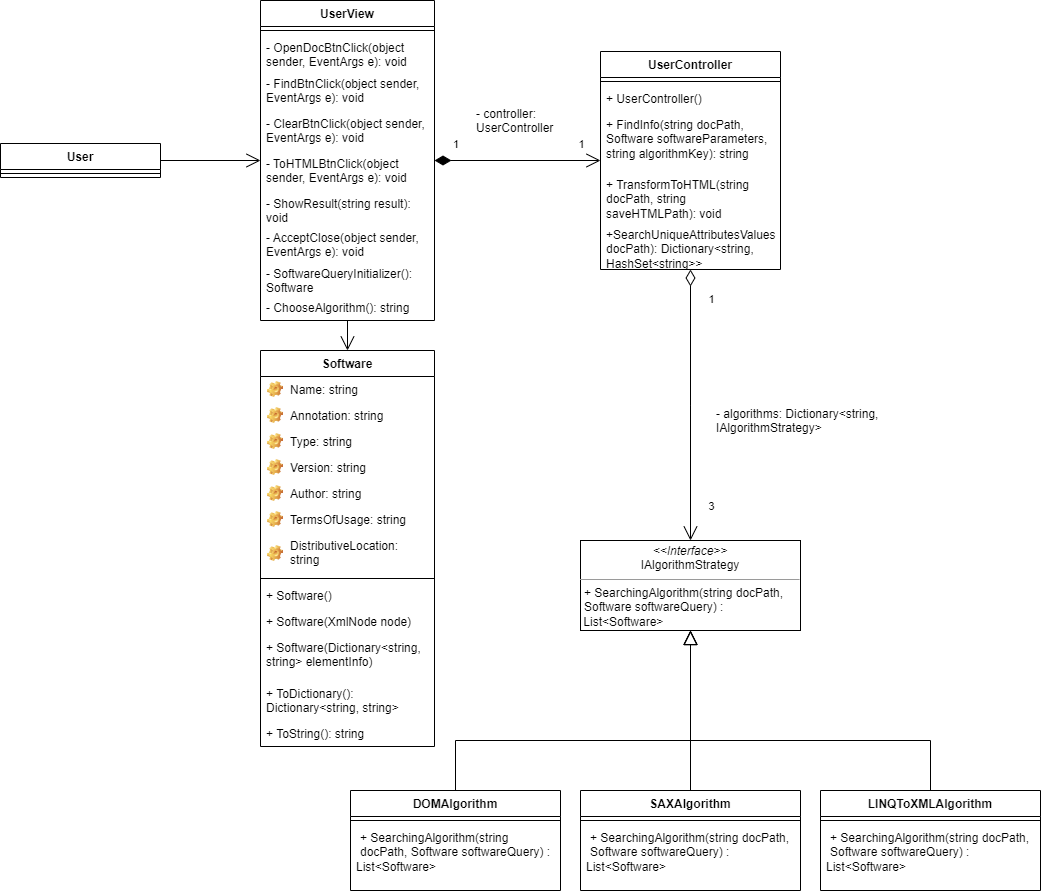 UserView
- OpenDocBtnClick(object
sender, EventArgs e): void
- FindBtnClick(object sender,
EventArgs e): void
- ClearBtnClick(object sender,
EventArgs e): void
- ToHTMLBtnClick(object
sender, EventArgs e): void
- ShowResult(string result):
void
- AcceptClose(object sender,
EventArgs e): void
- SoftwareQueryInitializer():
Software
- ChooseAlgorithm(): string
User
- controller:
UserController
1
1
UserController
+ UserController()
+ FindInfo(string docPath,
Software softwareParameters,
string algorithmKey): string
+ TransformToHTML(string
docPath, string
saveHTMLPath): void
+SearchUniqueAttributesValues
docPath): Dictionary<string,
HashSet<string>>
1
- algorithms: Dictionary<string,
IAlgorithmStrategy>
3
Software
Name: string
Annotation: string
Type: string
Version: string
Author: string
TermsOfUsage: string
DistributiveLocation:
string
+ Software()
+ Software(XmlNode node)
+ Software(Dictionary<string,
string> elementInfo)
+ ToDictionary():
Dictionary<string, string>
+ ToString(): string
<<Interface>>
IAlgorithmStrategy
+ SearchingAlgorithm(string docPath,
Software softwareQuery) :
List<Software>
DOMAlgorithm
+ SearchingAlgorithm(string
docPath, Software softwareQuery) :
List<Software>
SAXAlgorithm
+ SearchingAlgorithm(string docPath,
Software softwareQuery) :
List<Software>
LINQToXMLAlgorithm
+ SearchingAlgorithm(string docPath,
Software softwareQuery) :
List<Software>